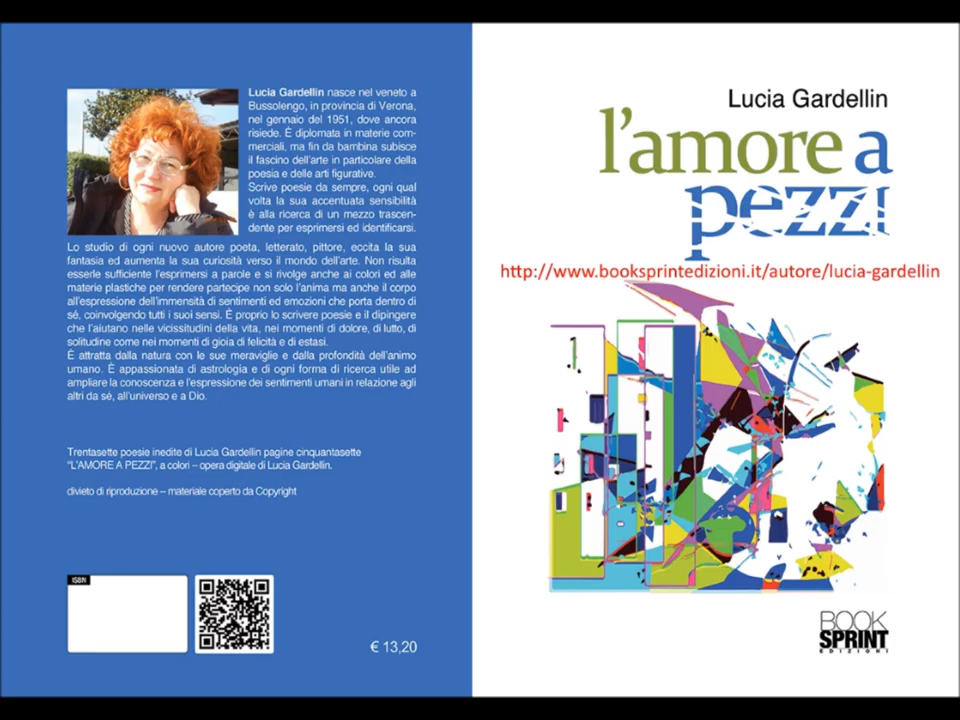 Lucia Gardellin nasce nel veneto a
Bussolengo, in provincia di Verona,
nel gennaio del 1951, dove ancora
risiede. È diplomata in materie com-
merciali, ma fin da bambina subisce
il fascino dell'arte in particolare della
poesia e delle arti figurative.
Scrive poesie da sempre, ogni qual
volta la sua accentuata sensibilità
è alla ricerca di un mezzo trascen-
dente per esprimersi ed identificarsi.
Lo studio di ogni nuovo autore poeta, letterato, pittore, eccita la sua
fantasia ed aumenta la sua curiosità verso il mondo dell'arte. Non risulta
esserle sufficiente l'esprimersi a parole e si rivolge anche ai colori ed alle
materie plastiche per rendere partecipe non solo l'anima ma anche il corpo
all'espressione dell'immensità di sentimenti ed emozioni che porta dentro di
sé, coinvolgendo tutti i suoi sensi. È proprio lo scrivere poesie e il dipingere
che l'aiutano nelle vicissitudini della vita, nei momenti di dolore, di lutto, di
solitudine come nei momenti di gioia di felicità e di estasi.
È attratta dalla natura con le sue meraviglie e dalla profondità dell'animo
umano. È appassionata di astrologia e di ogni forma di ricerca utile ad
ampliare la conoscenza e l'espressione dei sentimenti umani in relazione agli
altri da sé, all'universo e a Dio.
Trentasette poesie inedite di Lucia Gardellin pagine cinquantasette
"L'AMORE A PEZZI", a colori – opera digitale di Lucia Gardellin.
divieto di riproduzione – materiale coperto da Copyright
ISBN
€ 13,20
Lucia Gardellin
l'amore a
pezzi
http://www.booksprintedizioni.it/autore/lucia-gardellin
BOOK
SPRINT
EDIZIONI